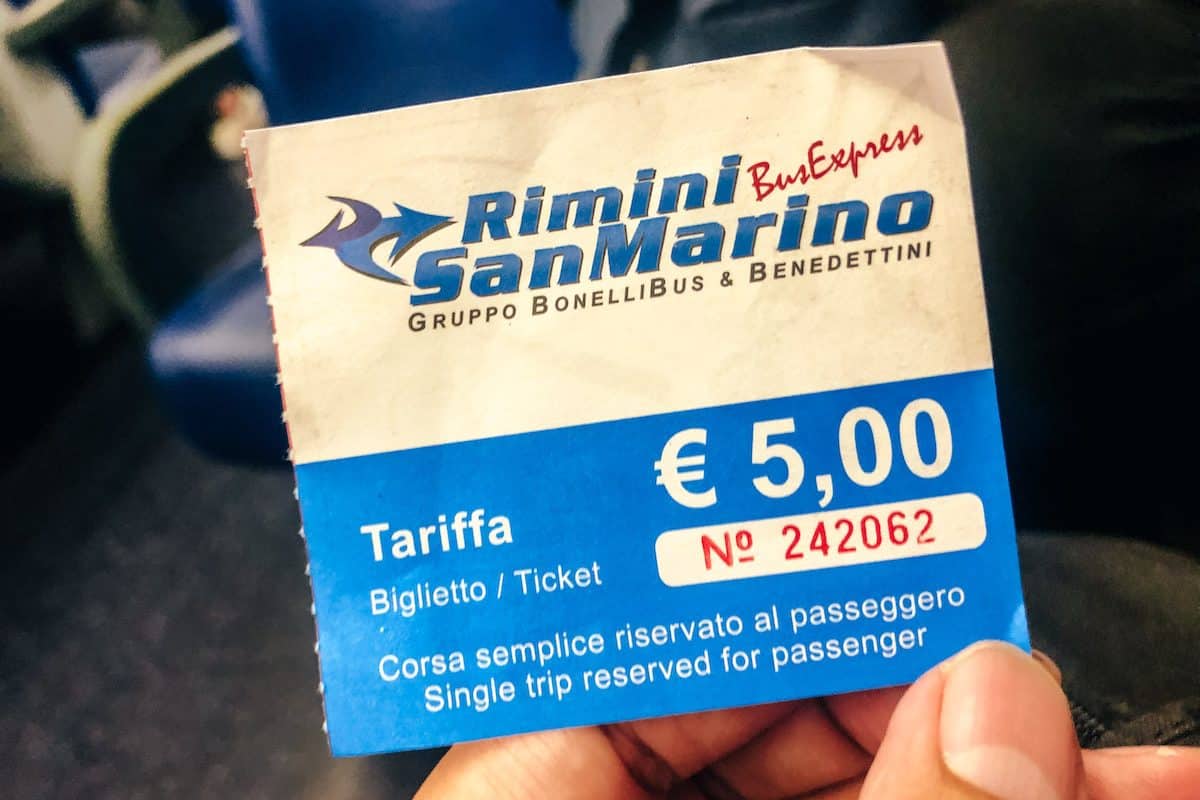 Rimini BusExpress
SanMarino
GRUPPO BONELLIBUS & BENEDETTINI
€ 5,00
Tariffa
Nº 242062
Biglietto / Ticket
Corsa semplice riservato al passeggero
Single trip reserved for passenger